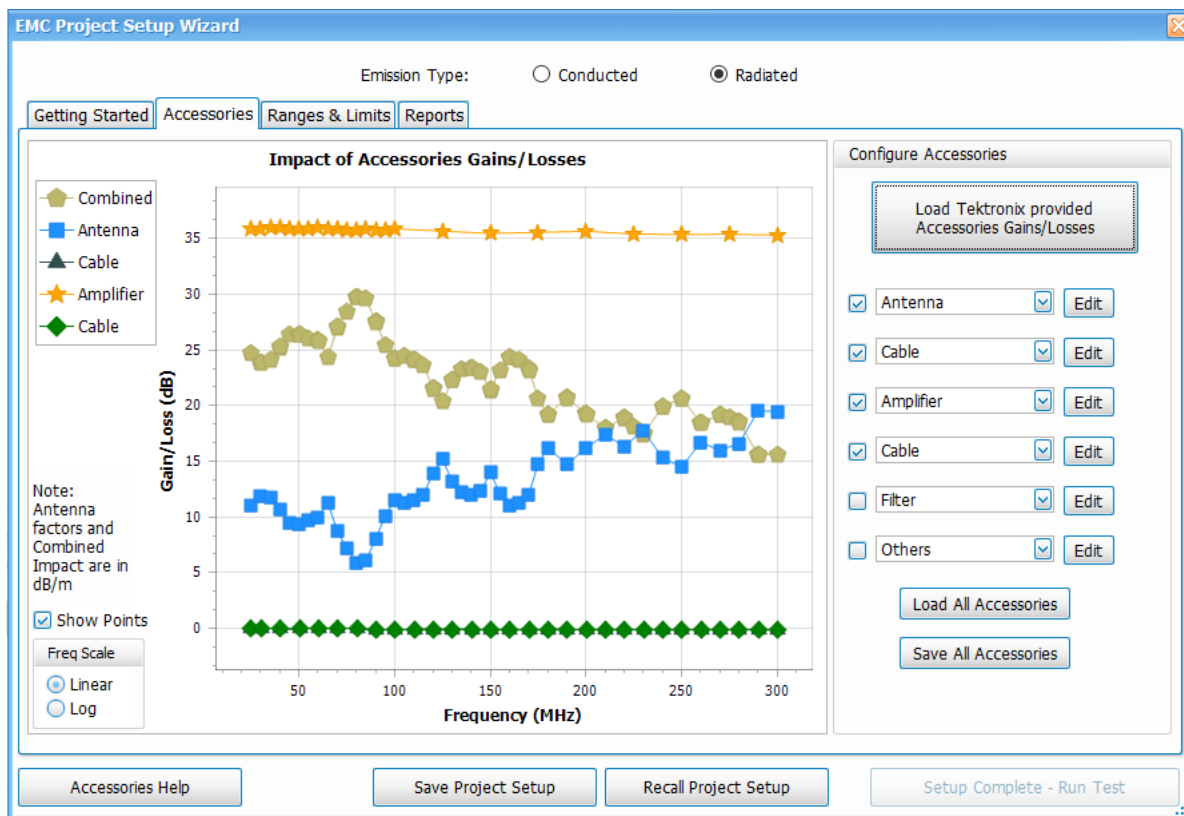 EMC Project Setup Wizard
Emission Type:
Conducted
Radiated
Getting Started
Accessories
Ranges & Limits
Reports
Impact of Accessories Gains/Losses
Combined
Antenna
Cable
Amplifier
Cable
Gain/Loss (dB)
35
30
25
20
15
10
5
0
50
100
150
200
250
300
Frequency (MHz)
Note:
Antenna
factors and
Combined
Impact are in
dB/m
Show Points
Freq Scale
Linear
Log
Configure Accessories
Load Tektronix provided
Accessories Gains/Losses
Antenna
Edit
Cable
Edit
Amplifier
Edit
Cable
Edit
Filter
Edit
Others
Edit
Load All Accessories
Save All Accessories
Accessories Help
Save Project Setup
Recall Project Setup
Setup Complete - Run Test